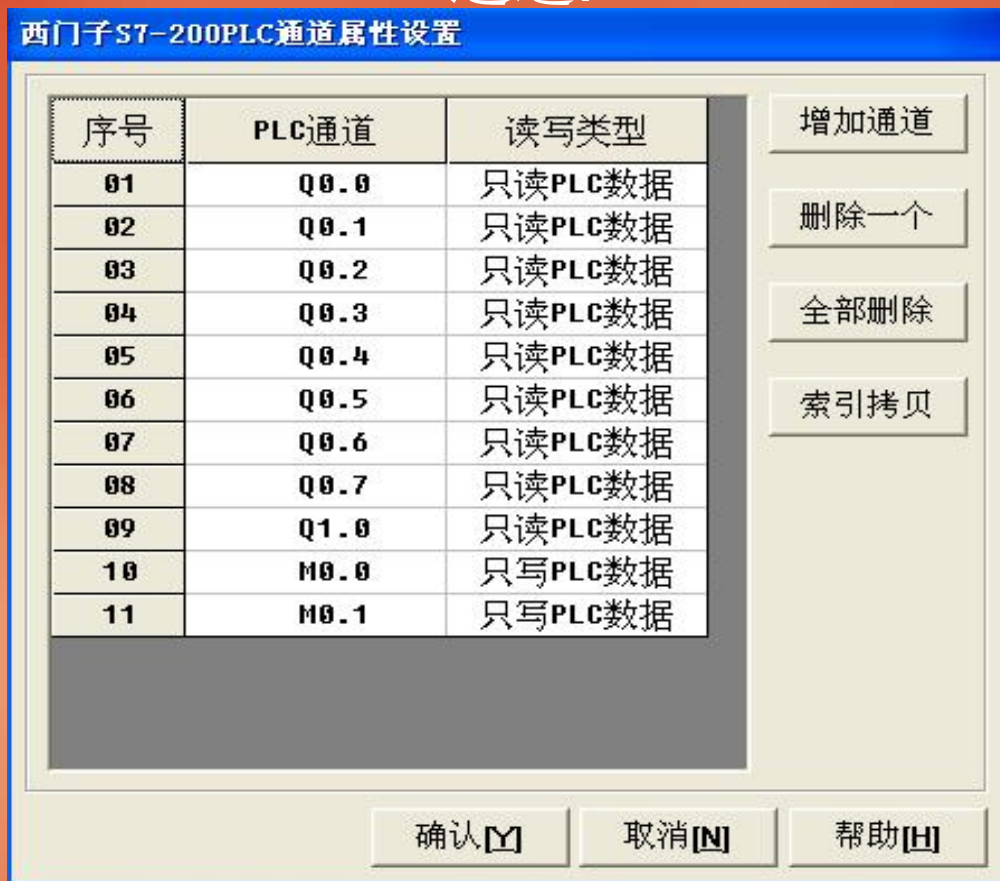 西门子S7-200PLC通道属性设置
序号 PLC通道 读写类型 增加通道
01 Q0.0 只读PLC数据
02 Q0.1 只读PLC数据 删除一个
03 Q0.2 只读PLC数据
04 Q0.3 只读PLC数据 全部删除
05 Q0.4 只读PLC数据
06 Q0.5 只读PLC数据 索引拷贝
07 Q0.6 只读PLC数据
08 Q0.7 只读PLC数据
09 Q1.0 只读PLC数据
10 M0.0 只写PLC数据
11 M0.1 只写PLC数据
确认[Y] 取消[N] 帮助[H]